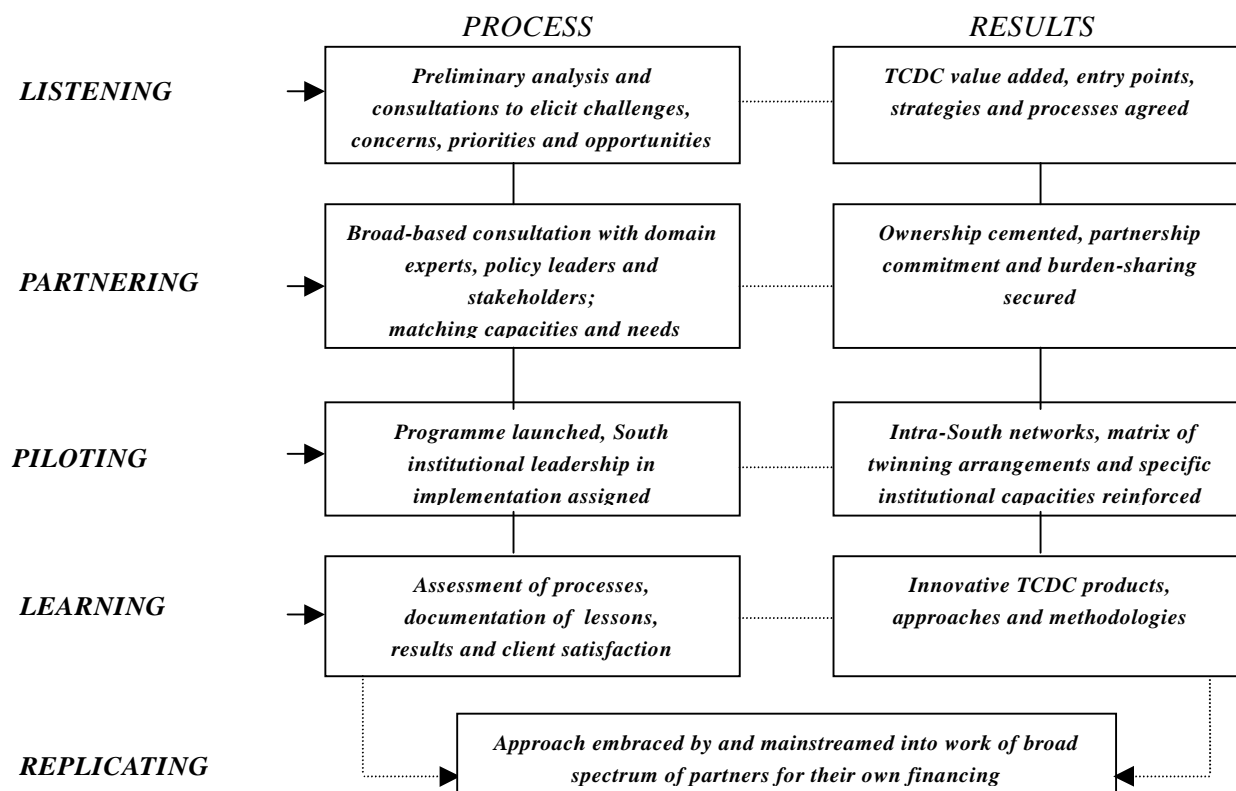 PROCESS
RESULTS
LISTENING
Preliminary analysis and
consultations to elicit challenges,
concerns, priorities and opportunities
TCDC value added, entry points,
strategies and processes agreed
PARTNERING
Broad-based consultation with domain
experts, policy leaders and
stakeholders;
matching capacities and needs
Ownership cemented, partnership
commitment and burden-sharing
secured
PILOTING
Programme launched, South
institutional leadership in
implementation assigned
Intra-South networks, matrix of
twinning arrangements and specific
institutional capacities reinforced
LEARNING
Assessment of processes,
documentation of lessons,
results and client satisfaction
Innovative TCDC products,
approaches and methodologies
REPLICATING
Approach embraced by and mainstreamed into work of broad
spectrum of partners for their own financing